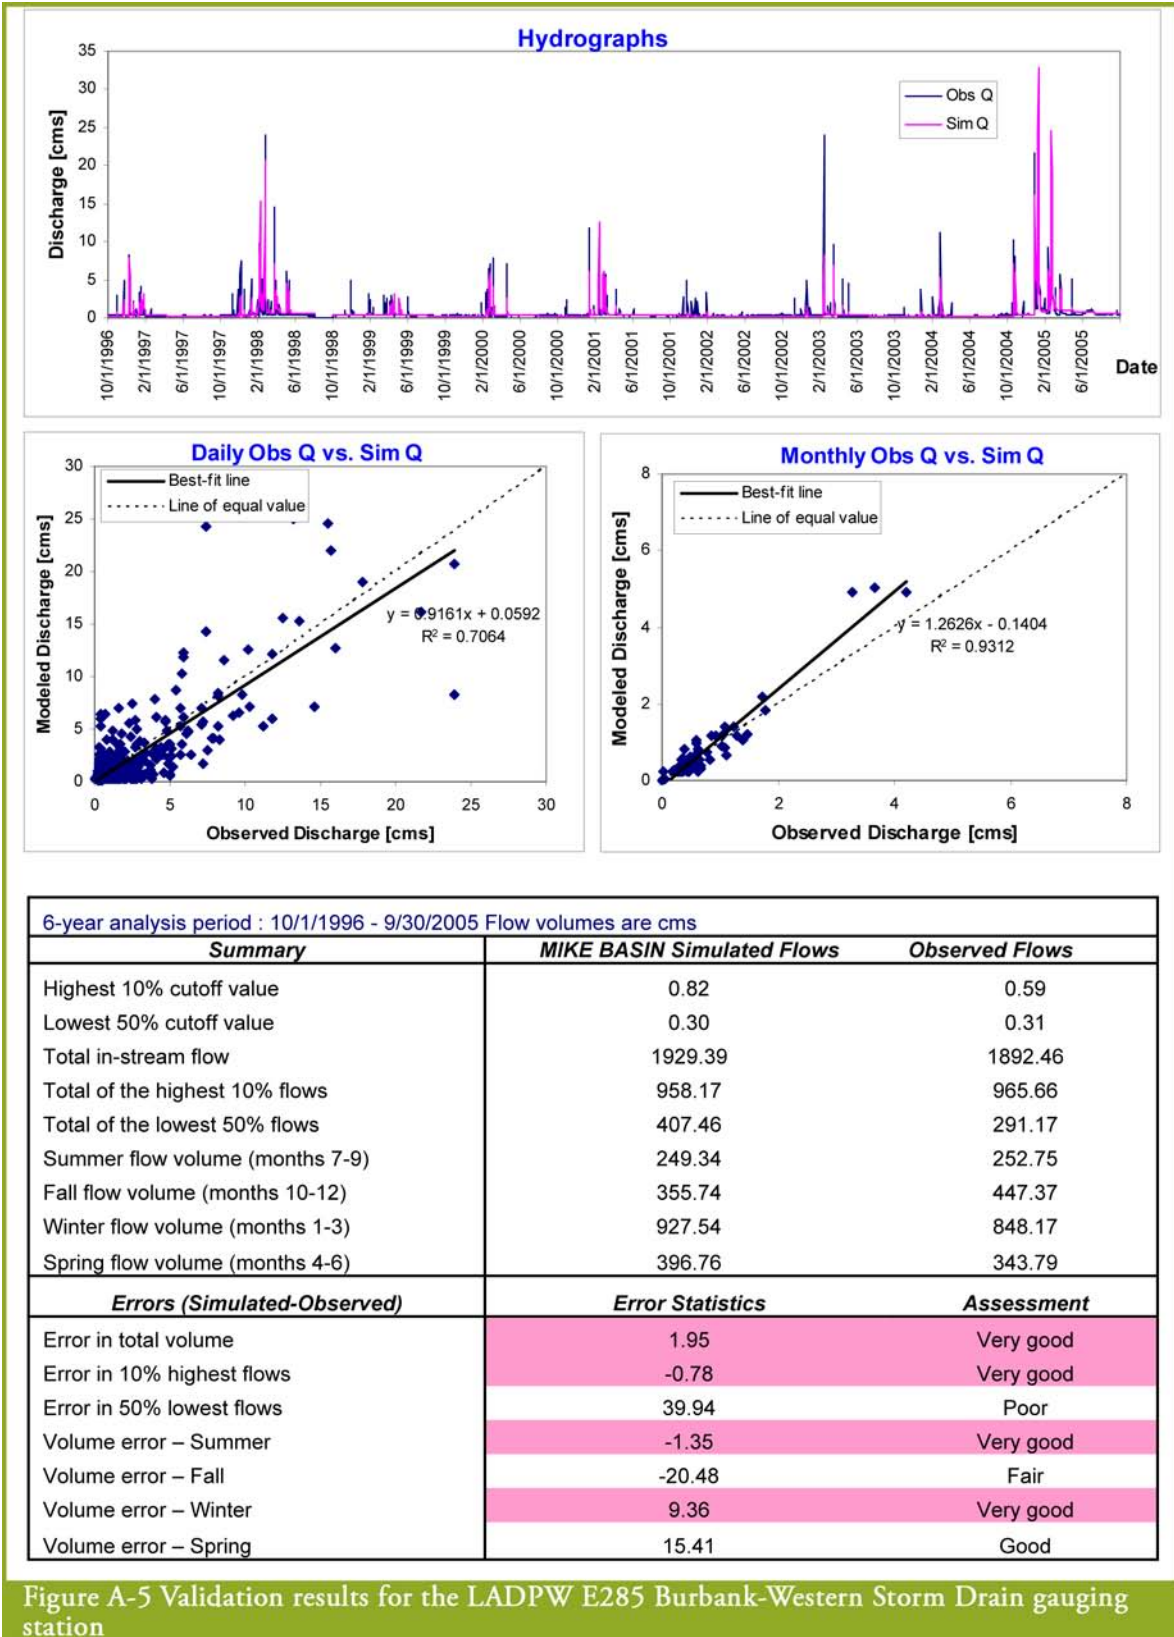 Hydrographs
Discharge [cms]
35
30
25
20
15
10
5
0
Obs Q
Sim Q
10/1/1996
2/1/1997
6/1/1997
10/1/1997
2/1/1998
6/1/1998
10/1/1998
2/1/1999
6/1/1999
10/1/1999
2/1/2000
6/1/2000
10/1/2000
2/1/2001
6/1/2001
10/1/2001
2/1/2002
6/1/2002
10/1/2002
2/1/2003
6/1/2003
10/1/2003
2/1/2004
6/1/2004
10/1/2004
2/1/2005
6/1/2005
Date
Daily Obs Q vs. Sim Q
Best-fit line
Line of equal value
Modeled Discharge [cms]
30
25
20
15
10
5
0
y = 0.9161x + 0.0592
R² = 0.7064
0 5 10 15 20 25 30
Observed Discharge [cms]
Monthly Obs Q vs. Sim Q
Best-fit line
Line of equal value
Modeled Discharge [cms]
8
6
4
2
0
y = 1.2626x - 0.1404
R² = 0.9312
0 2 4 6 8
Observed Discharge [cms]
6-year analysis period : 10/1/1996 - 9/30/2005 Flow volumes are cms
Summary MIKE BASIN Simulated Flows Observed Flows
Highest 10% cutoff value 0.82 0.59
Lowest 50% cutoff value 0.30 0.31
Total in-stream flow 1929.39 1892.46
Total of the highest 10% flows 958.17 965.66
Total of the lowest 50% flows 407.46 291.17
Summer flow volume (months 7-9) 249.34 252.75
Fall flow volume (months 10-12) 355.74 447.37
Winter flow volume (months 1-3) 927.54 848.17
Spring flow volume (months 4-6) 396.76 343.79
Errors (Simulated-Observed) Error Statistics Assessment
Error in total volume 1.95 Very good
Error in 10% highest flows -0.78 Very good
Error in 50% lowest flows 39.94 Poor
Volume error – Summer -1.35 Very good
Volume error – Fall -20.48 Fair
Volume error – Winter 9.36 Very good
Volume error – Spring 15.41 Good
Figure A-5 Validation results for the LADPW E285 Burbank-Western Storm Drain gauging
station